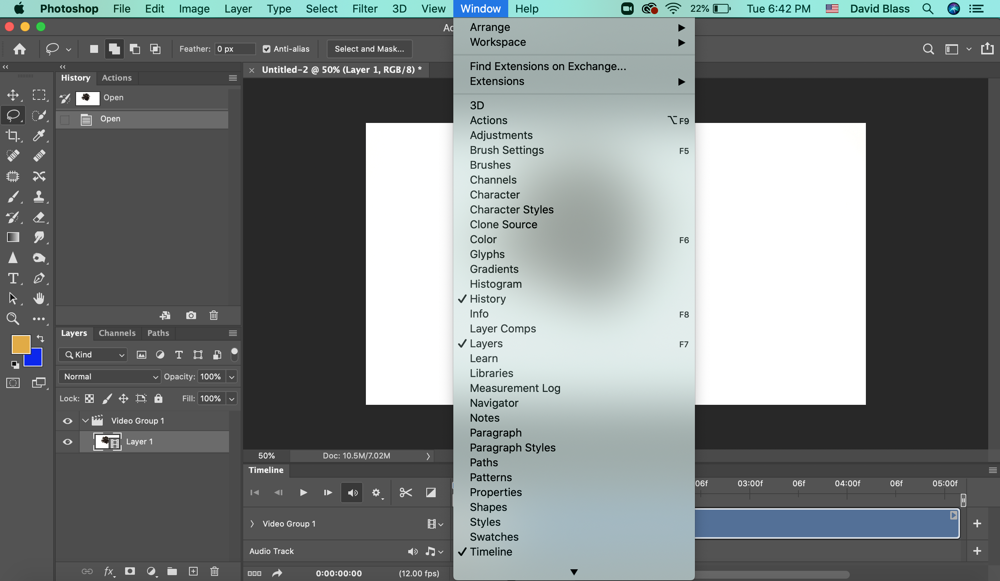 Photoshop File Edit Image Layer Type Select Filter 3D View Window Help 22% Tue 6:42 PM David Blass
Feather: 0 px Anti-alias Select and Mask...
History Actions
Open
Open
Layers Channels Paths
Kind
Normal Opacity: 100%
Lock: Fill: 100%
Video Group 1
Layer 1
fx
Untitled-2 @ 50% (Layer 1, RGB/8) *
50% Doc: 10.5M/7.02M
Timeline
06f 03:00f 06f 04:00f 06f 05:00f
Video Group 1
Audio Track
0:00:00:00 (12.00 fps)
Arrange
Workspace
Find Extensions on Exchange...
Extensions
3D
Actions ⌥F9
Adjustments
Brush Settings F5
Brushes
Channels
Character
Character Styles
Clone Source
Color F6
Glyphs
Gradients
Histogram
✓ History
Info F8
Layer Comps
✓ Layers F7
Learn
Libraries
Measurement Log
Navigator
Notes
Paragraph
Paragraph Styles
Paths
Patterns
Properties
Shapes
Styles
Swatches
✓ Timeline